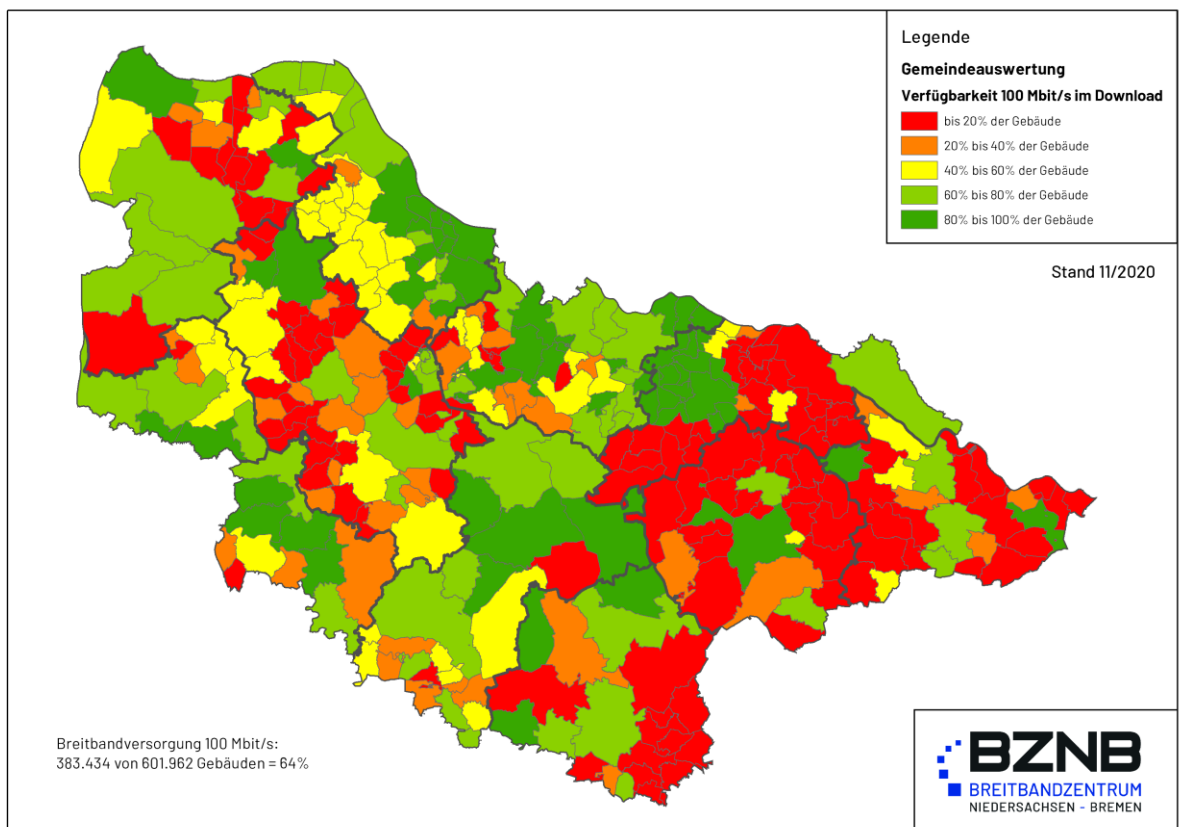 Legende
Gemeindeauswertung
Verfügbarkeit 100 Mbit/s im Download
bis 20% der Gebäude
20% bis 40% der Gebäude
40% bis 60% der Gebäude
60% bis 80% der Gebäude
80% bis 100% der Gebäude
Stand 11/2020
Breitbandversorgung 100 Mbit/s:
383.434 von 601.962 Gebäuden = 64%
BZNB
BREITBANDZENTRUM
NIEDERSACHSEN - BREMEN